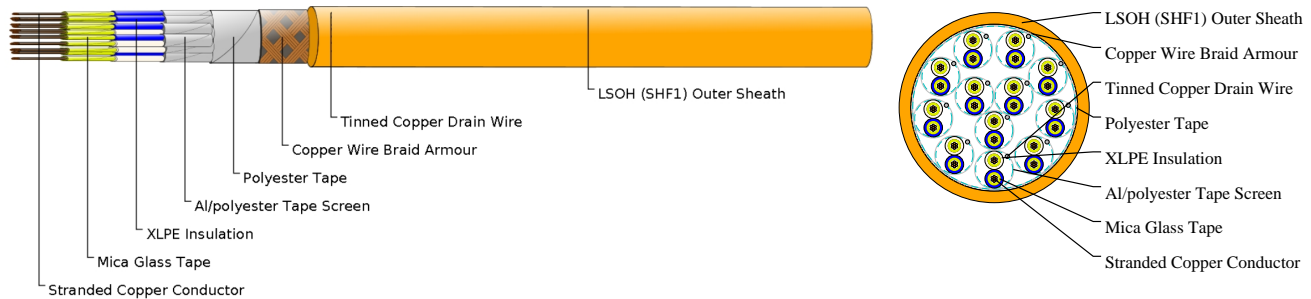 LSOH (SHF1) Outer Sheath
Tinned Copper Drain Wire
Copper Wire Braid Armour
Polyester Tape
Al/polyester Tape Screen
XLPE Insulation
Mica Glass Tape
Stranded Copper Conductor
LSOH (SHF1) Outer Sheath
Copper Wire Braid Armour
Tinned Copper Drain Wire
Polyester Tape
XLPE Insulation
Al/polyester Tape Screen
Mica Glass Tape
Stranded Copper Conductor